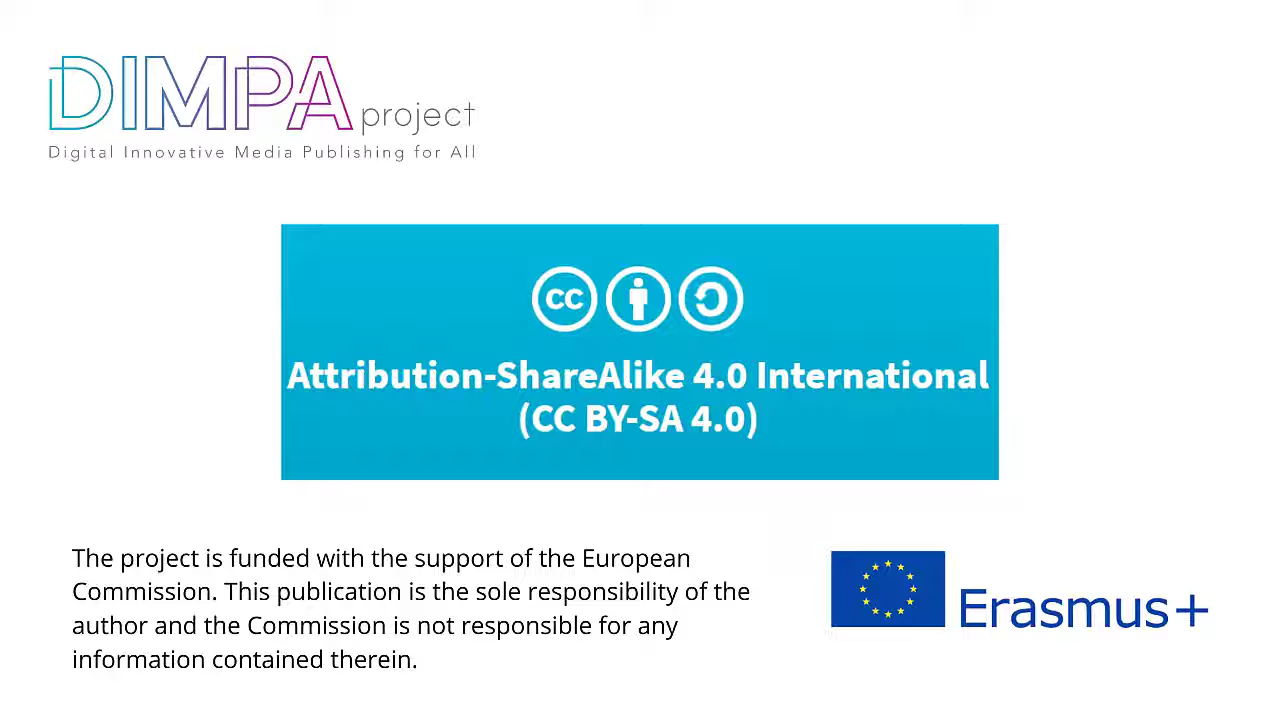 DIMPA project
Digital Innovative Media Publishing for All
cc
Attribution-ShareAlike 4.0 International
(CC BY-SA 4.0)
The project is funded with the support of the European
Commission. This publication is the sole responsibility of the
author and the Commission is not responsible for any
information contained therein.
Erasmus+